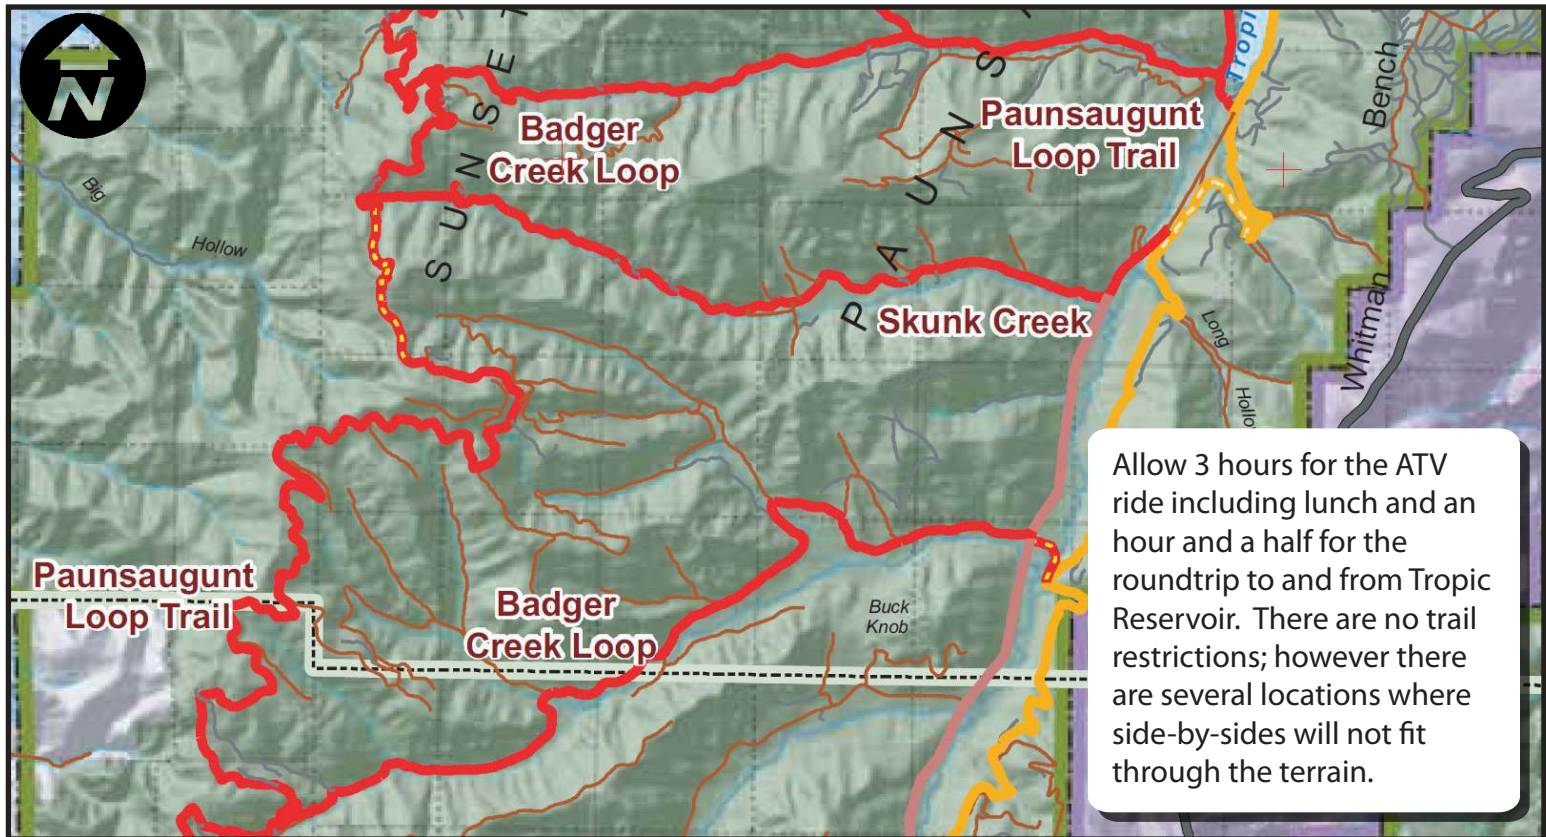 N
SUNSET
Tropi
PAUNS
Bench
Badger
Creek Loop
Paunsaugunt
Loop Trail
Big
Hollow
Skunk Creek
Long
Hollo
Whitman
Allow 3 hours for the ATV
ride including lunch and an
hour and a half for the
roundtrip to and from Tropic
Reservoir.  There are no trail
restrictions; however there
are several locations where
side-by-sides will not fit
through the terrain.
Paunsaugunt
Loop Trail
Badger
Creek Loop
Buck
Knob